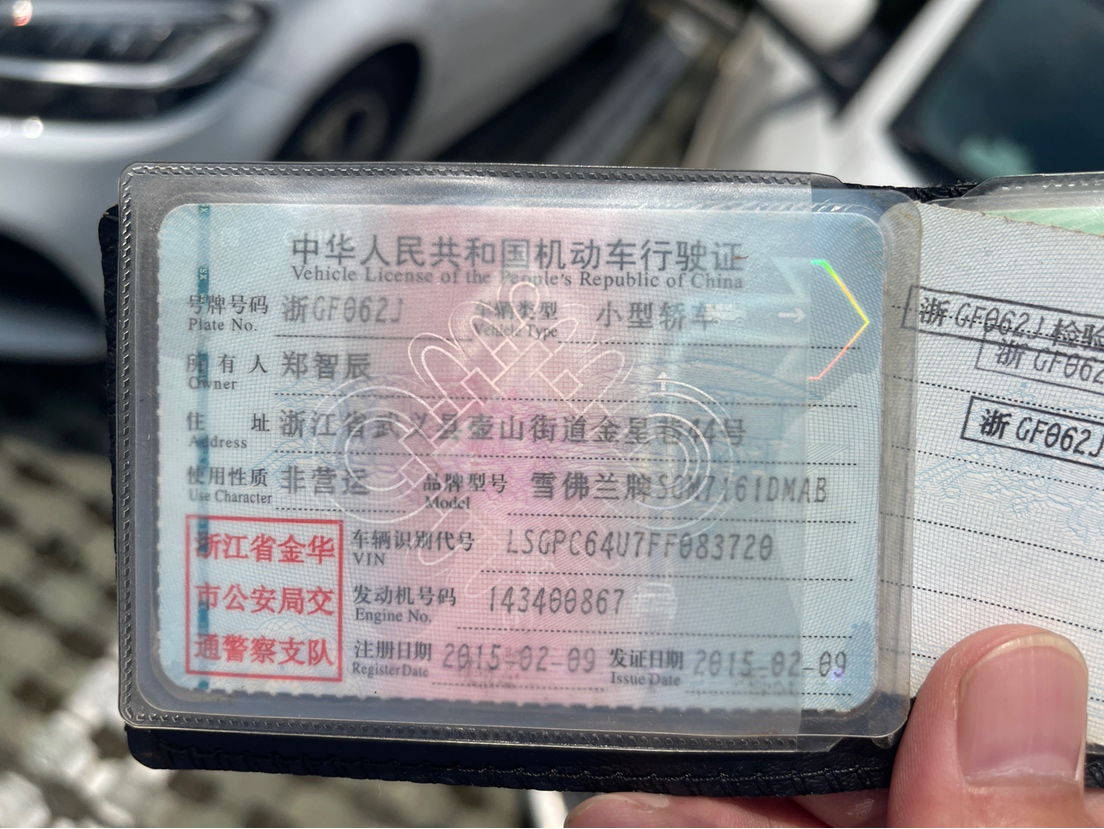 中华人民共和国机动车行驶证
Vehicle License of the People's Republic of China
号牌号码 浙GF062J 车辆类型 小型轿车
Plate No. Vehicle Type
所有人 郑智辰
Owner
住址 浙江省武义县壶山街道金星巷44号
Address
使用性质 非营运 品牌型号 雪佛兰牌SGM7161DMAB
Use Character Model
浙江省金华
市公安局交
通警察支队
车辆识别代号 LSGPC64U7FF083720
VIN
发动机号码 143400867
Engine No.
注册日期 2015-02-09 发证日期 2015-02-09
Register Date Issue Date
浙GF062J检验
浙GF062
浙GF062J